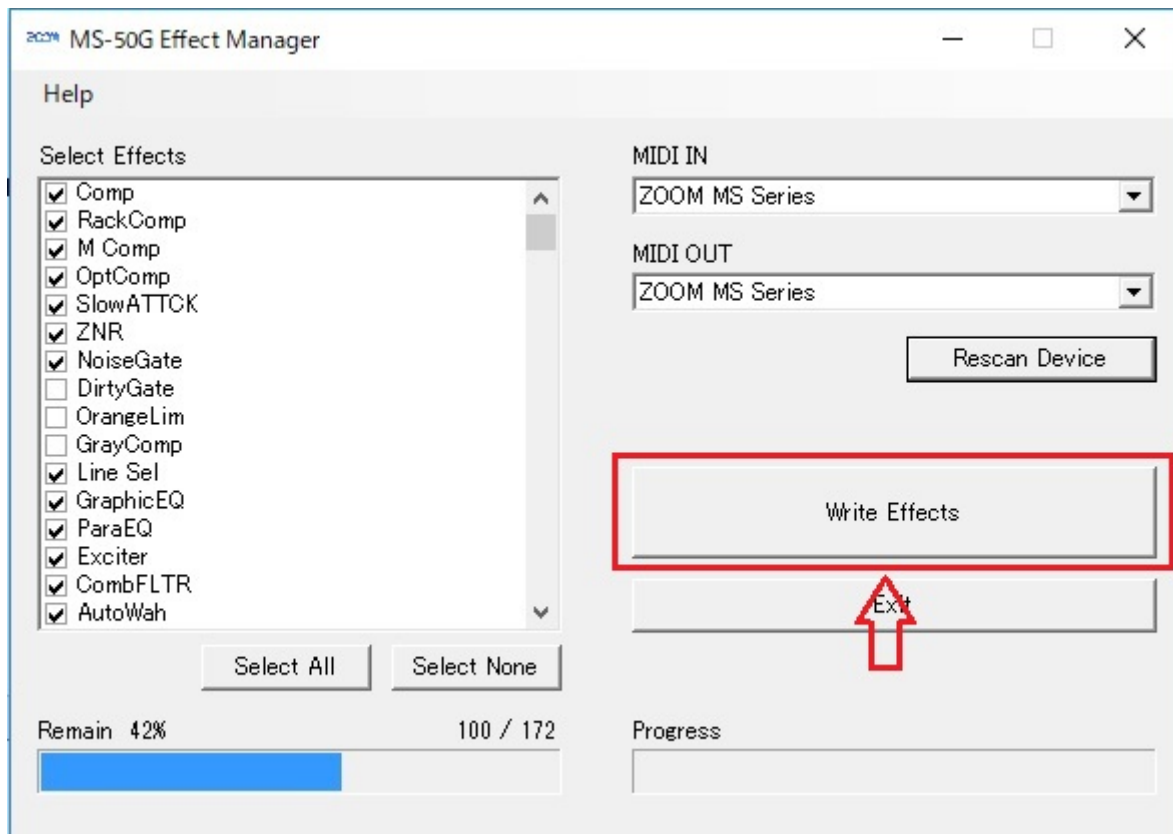 ZOOM MS-50G Effect Manager
Help
Select Effects
Comp
RackComp
M Comp
OptComp
SlowATTCK
ZNR
NoiseGate
DirtyGate
OrangeLim
GrayComp
Line Sel
GraphicEQ
ParaEQ
Exciter
CombFLTR
AutoWah
Select All
Select None
Remain 42%
100 / 172
MIDI IN
ZOOM MS Series
MIDI OUT
ZOOM MS Series
Rescan Device
Write Effects
Exit
Progress